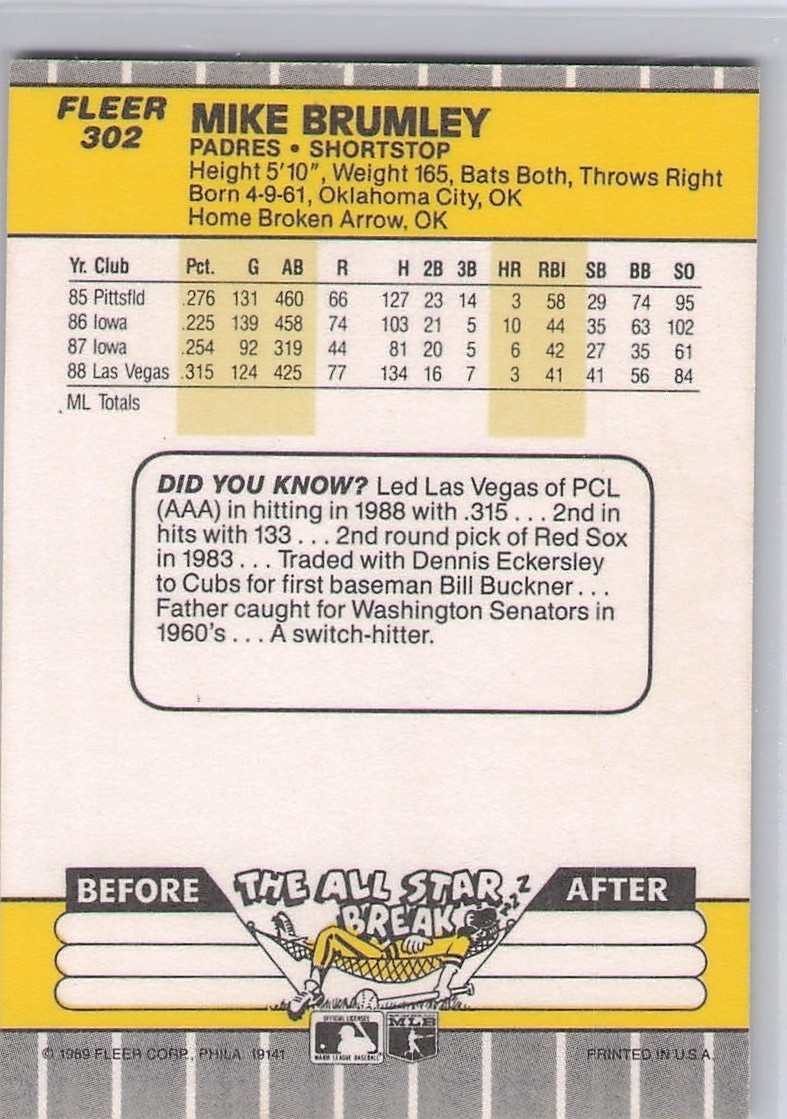 FLEER
302
MIKE BRUMLEY
PADRES • SHORTSTOP
Height 5'10", Weight 165, Bats Both, Throws Right
Born 4-9-61, Oklahoma City, OK
Home Broken Arrow, OK
Yr. Club Pct. G AB R H 2B 3B HR RBI SB BB SO
85 Pittsfld .276 131 460 66 127 23 14 3 58 29 74 95
86 Iowa .225 139 458 74 103 21 5 10 44 35 63 102
87 Iowa .254 92 319 44 81 20 5 6 42 27 35 61
88 Las Vegas .315 124 425 77 134 16 7 3 41 41 56 84
ML Totals
DID YOU KNOW? Led Las Vegas of PCL
(AAA) in hitting in 1988 with .315 . . . 2nd in
hits with 133 . . . 2nd round pick of Red Sox
in 1983 . . . Traded with Dennis Eckersley
to Cubs for first baseman Bill Buckner . . .
Father caught for Washington Senators in
1960's . . . A switch-hitter.
BEFORE THE ALL STAR BREAK AFTER
ZZZ
OFFICIAL LICENSEE
MAJOR LEAGUE BASEBALL
MLB
© 1989 FLEER CORP., PHILA. 19141 PRINTED IN U.S.A.